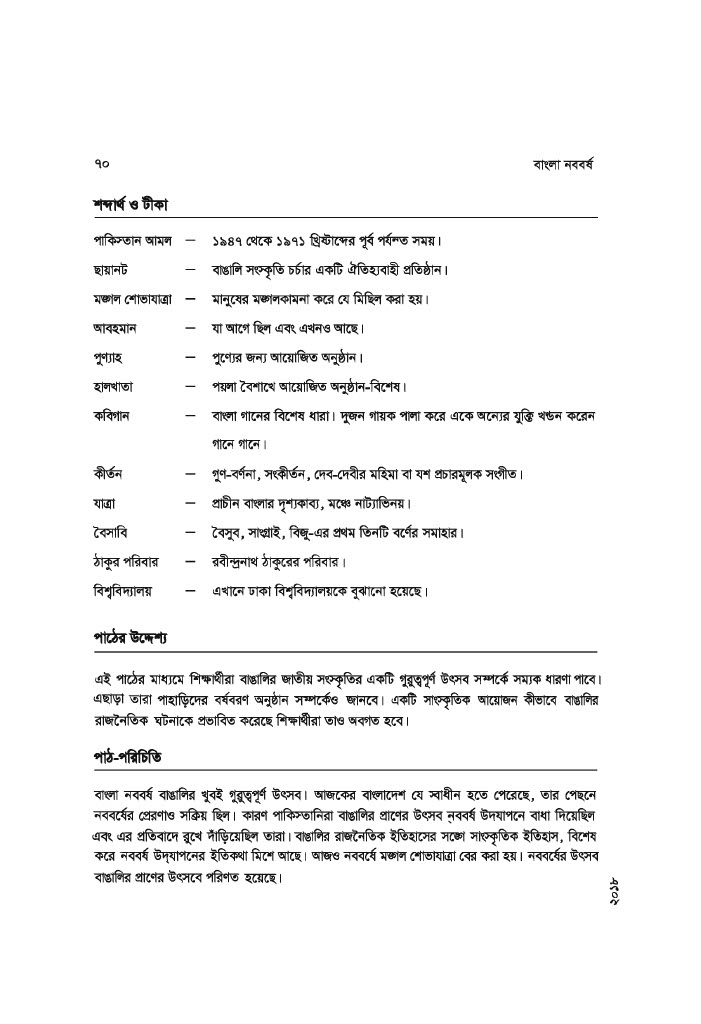 ৭০ বাংলা নববর্ষ
শব্দার্থ ও টীকা
পাকিস্তান আমল – ১৯৪৭ থেকে ১৯৭১ খ্রিষ্টাব্দের পূর্ব পর্যন্ত সময়।
ছায়ানট – বাঙালি সংস্কৃতি চর্চার একটি ঐতিহ্যবাহী প্রতিষ্ঠান।
মঙ্গল শোভাযাত্রা – মানুষের মঙ্গলকামনা করে যে মিছিল করা হয়।
আবহমান – যা আগে ছিল এবং এখনও আছে।
পুণ্যাহ – পুণ্যের জন্য আয়োজিত অনুষ্ঠান।
হালখাতা – পয়লা বৈশাখে আয়োজিত অনুষ্ঠান-বিশেষ।
কবিগান – বাংলা গানের বিশেষ ধারা। দুজন গায়ক পালা করে একে অন্যের যুক্তি খণ্ডন করেন
গানে গানে।
কীর্তন – গুণ-বর্ণনা, সংকীর্তন, দেব-দেবীর মহিমা বা যশ প্রচারমূলক সংগীত।
যাত্রা – প্রাচীন বাংলার দৃশ্যকাব্য, মঞ্চে নাট্যাভিনয়।
বৈসাবি – বৈসুব, সাংগ্রাই, বিজু-এর প্রথম তিনটি বর্ণের সমাহার।
ঠাকুর পরিবার – রবীন্দ্রনাথ ঠাকুরের পরিবার।
বিশ্ববিদ্যালয় – এখানে ঢাকা বিশ্ববিদ্যালয়কে বুঝানো হয়েছে।
পাঠের উদ্দেশ্য
এই পাঠের মাধ্যমে শিক্ষার্থীরা বাঙালির জাতীয় সংস্কৃতির একটি গুরুত্বপূর্ণ উৎসব সম্পর্কে সম্যক ধারণা পাবে।
এছাড়া তারা পাহাড়িদের বর্ষবরণ অনুষ্ঠান সম্পর্কেও জানবে। একটি সাংস্কৃতিক আয়োজন কীভাবে বাঙালির
রাজনৈতিক ঘটনাকে প্রভাবিত করেছে শিক্ষার্থীরা তাও অবগত হবে।
পাঠ-পরিচিতি
বাংলা নববর্ষ বাঙালির খুবই গুরুত্বপূর্ণ উৎসব। আজকের বাংলাদেশ যে স্বাধীন হতে পেরেছে, তার পেছনে
নববর্ষের প্রেরণাও সক্রিয় ছিল। কারণ পাকিস্তানিরা বাঙালির প্রাণের উৎসব নববর্ষ উদযাপনে বাধা দিয়েছিল
এবং এর প্রতিবাদে রুখে দাঁড়িয়েছিল তারা। বাঙালির রাজনৈতিক ইতিহাসের সঙ্গে সাংস্কৃতিক ইতিহাস, বিশেষ
করে নববর্ষ উদ্‌যাপনের ইতিকথা মিশে আছে। আজও নববর্ষে মঙ্গল শোভাযাত্রা বের করা হয়। নববর্ষের উৎসব
বাঙালির প্রাণের উৎসবে পরিণত হয়েছে।
২০১৮